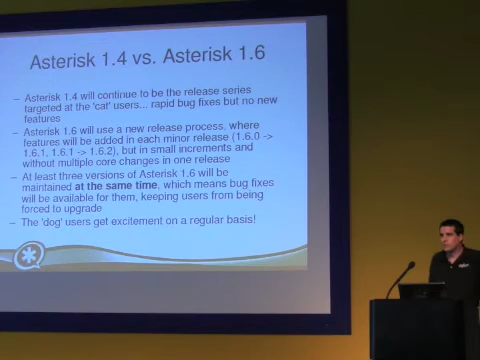 Asterisk 1.4 vs. Asterisk 1.6
– Asterisk 1.4 will continue to be the release series
targeted at the 'cat' users... rapid bug fixes but no new
features
– Asterisk 1.6 will use a new release process, where
features will be added in each minor release (1.6.0 ->
1.6.1, 1.6.1 -> 1.6.2), but in small increments and
without multiple core changes in one release
– At least three versions of Asterisk 1.6 will be
maintained at the same time, which means bug fixes
will be available for them, keeping users from being
forced to upgrade
– The 'dog' users get excitement on a regular basis!